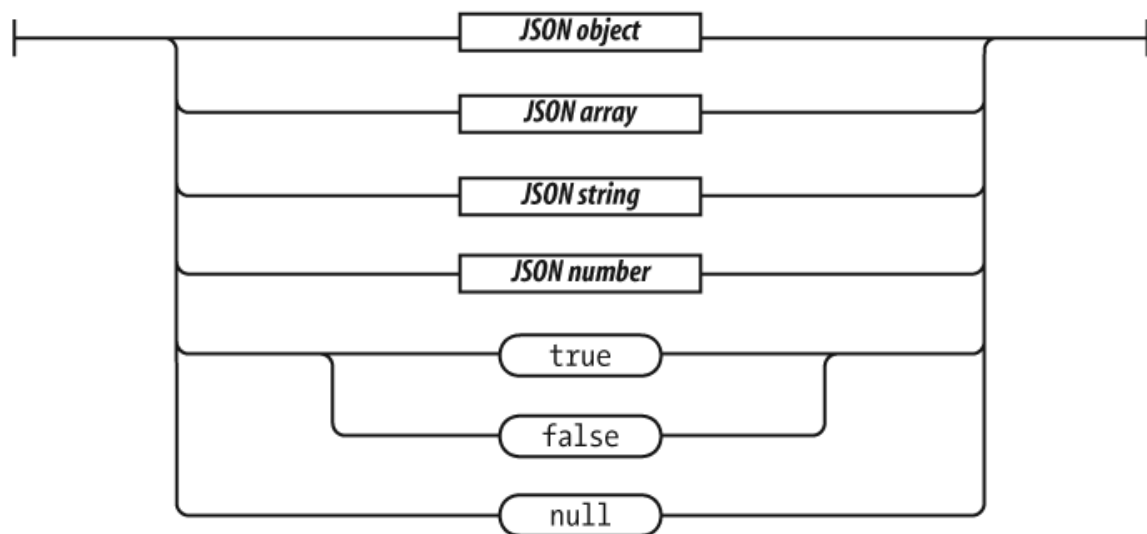 JSON object
JSON array
JSON string
JSON number
true
false
null